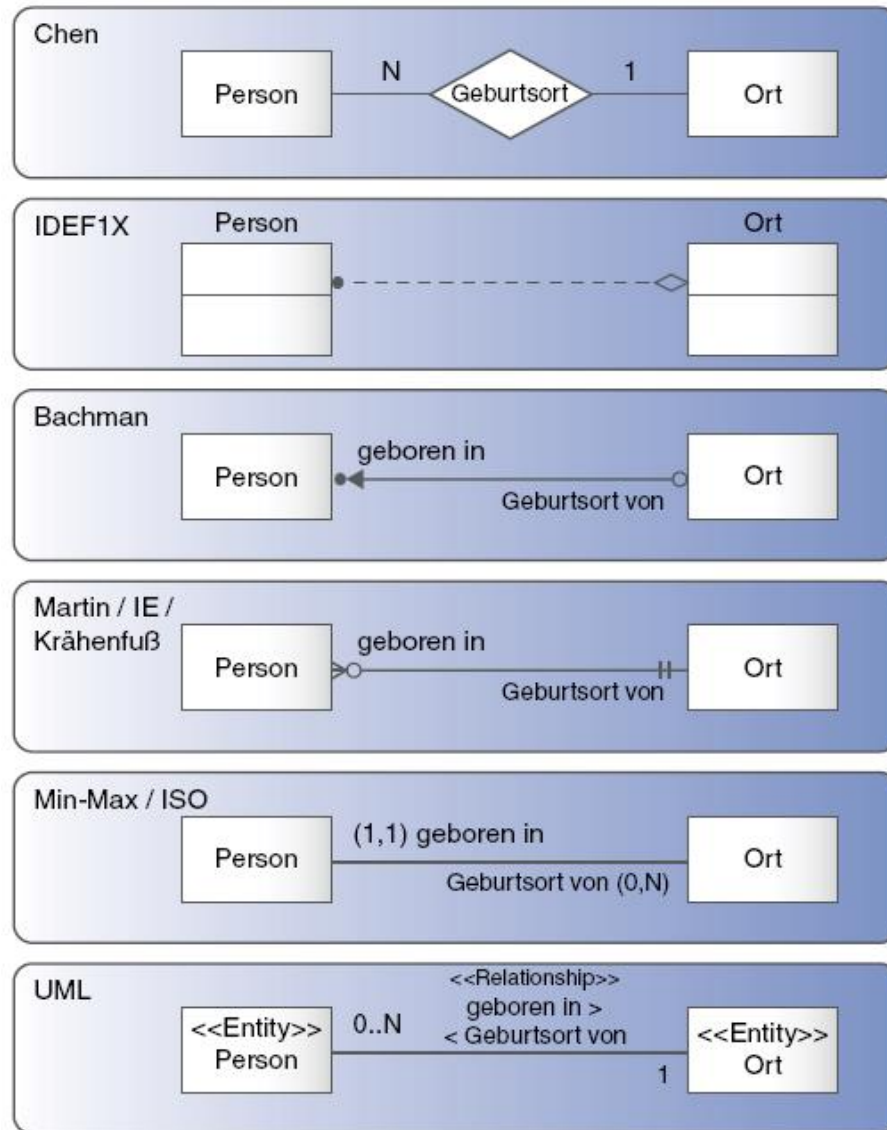 Chen
Person
N
Geburtsort
1
Ort
IDEF1X
Person
Ort
Bachman
Person
geboren in
Geburtsort von
Ort
Martin / IE /
Krähenfuß
Person
geboren in
Geburtsort von
Ort
Min-Max / ISO
Person
(1,1) geboren in
Geburtsort von (0,N)
Ort
UML
<<Entity>>
Person
0..N
<<Relationship>>
geboren in >
< Geburtsort von
1
<<Entity>>
Ort